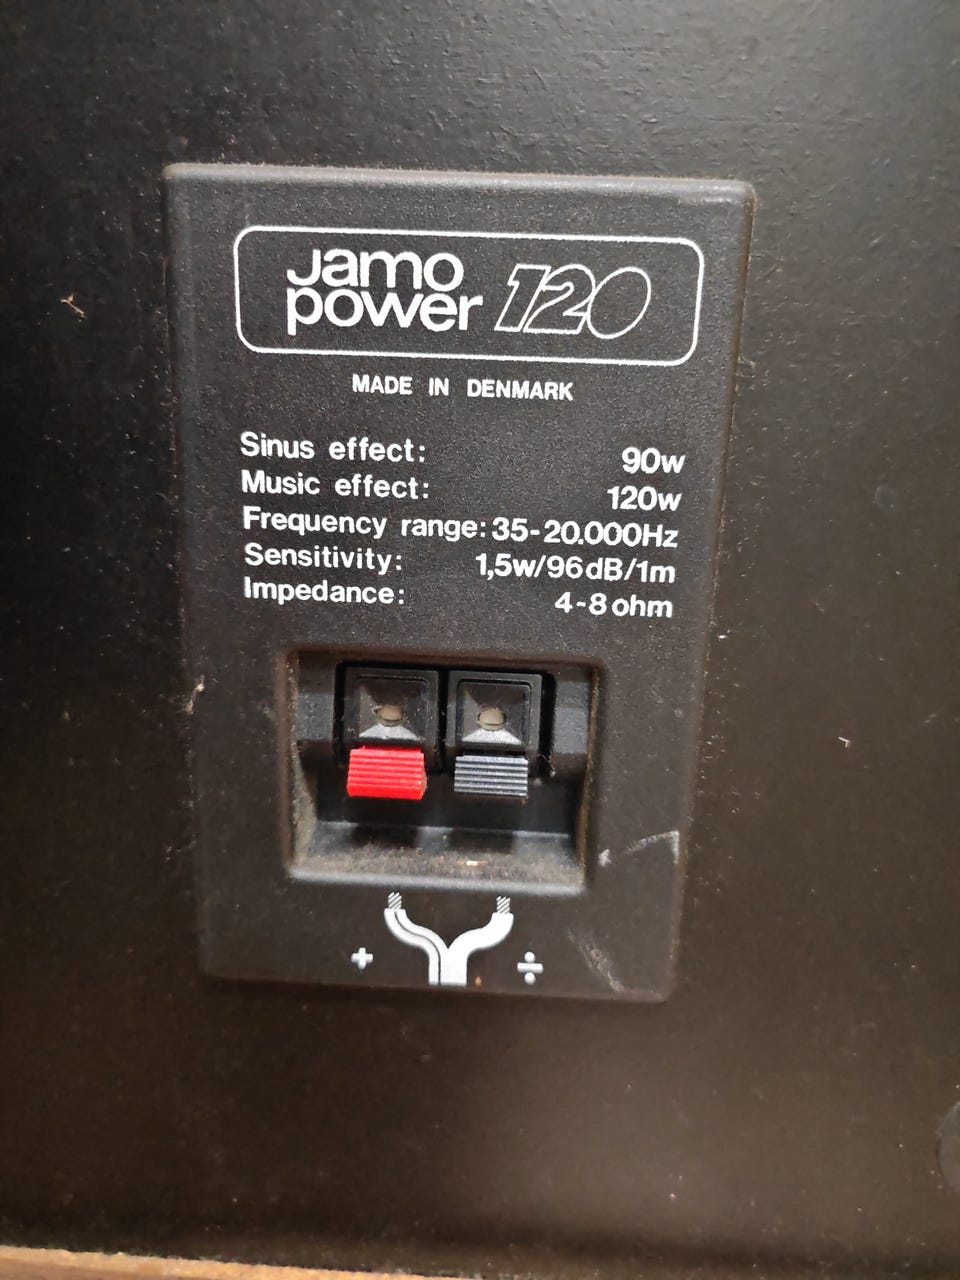 Jamo
power 120
MADE IN DENMARK
Sinus effect: 90w
Music effect: 120w
Frequency range: 35-20.000Hz
Sensitivity: 1,5w/96dB/1m
Impedance: 4-8 ohm
+ ÷